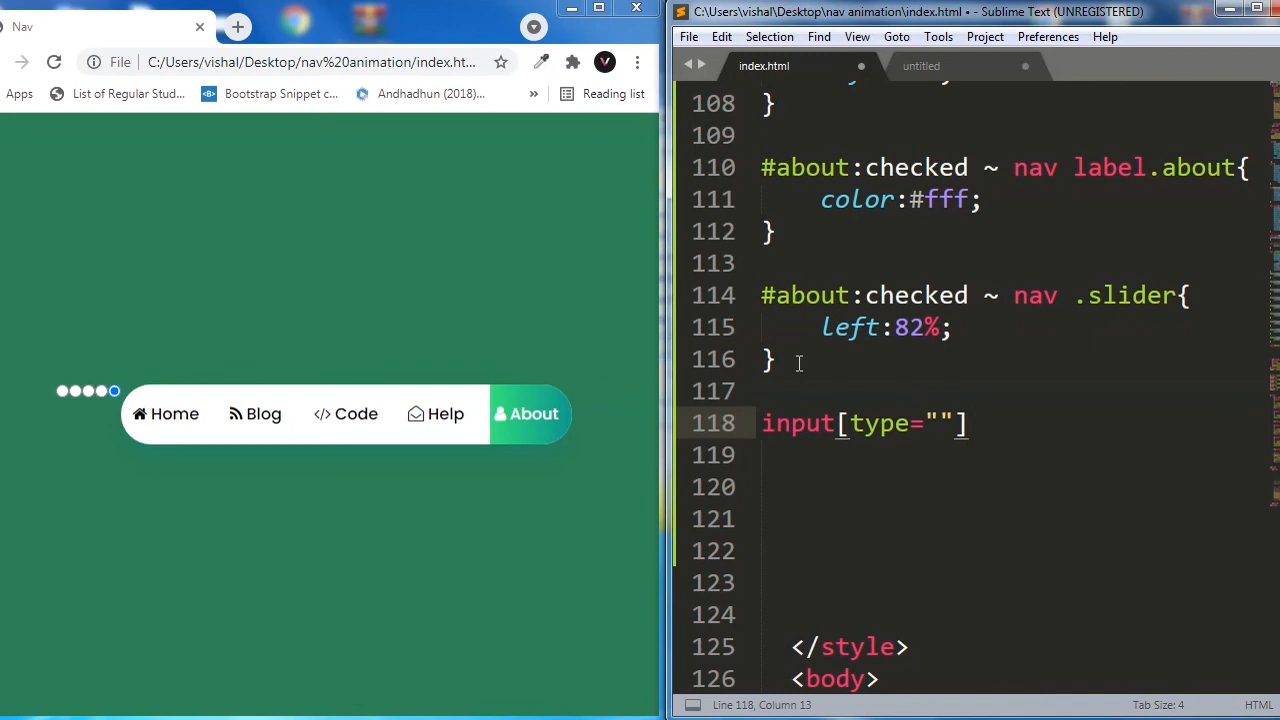 Nav
File C:/Users/vishal/Desktop/nav%20animation/index.ht...
V
Apps List of Regular Stud... Bootstrap Snippet c... Andhadhun (2018)... » Reading list
Home Blog </> Code Help About
C:\Users\vishal\Desktop\nav animation\index.html • - Sublime Text (UNREGISTERED)
File Edit Selection Find View Goto Tools Project Preferences Help
index.html untitled
108 }
109
110 #about:checked ~ nav label.about{
111 color:#fff;
112 }
113
114 #about:checked ~ nav .slider{
115 left:82%;
116 }
117
118 input[type=""]
119
120
121
122
123
124
125 </style>
126 <body>
Line 118, Column 13 Tab Size: 4 HTML